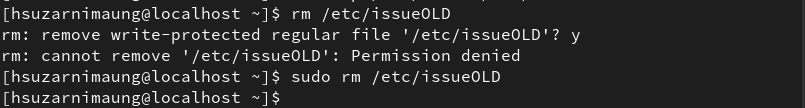 [hsuzarnimaung@localhost ~]$ rm /etc/issueOLD
rm: remove write-protected regular file '/etc/issueOLD'? y
rm: cannot remove '/etc/issueOLD': Permission denied
[hsuzarnimaung@localhost ~]$ sudo rm /etc/issueOLD
[hsuzarnimaung@localhost ~]$